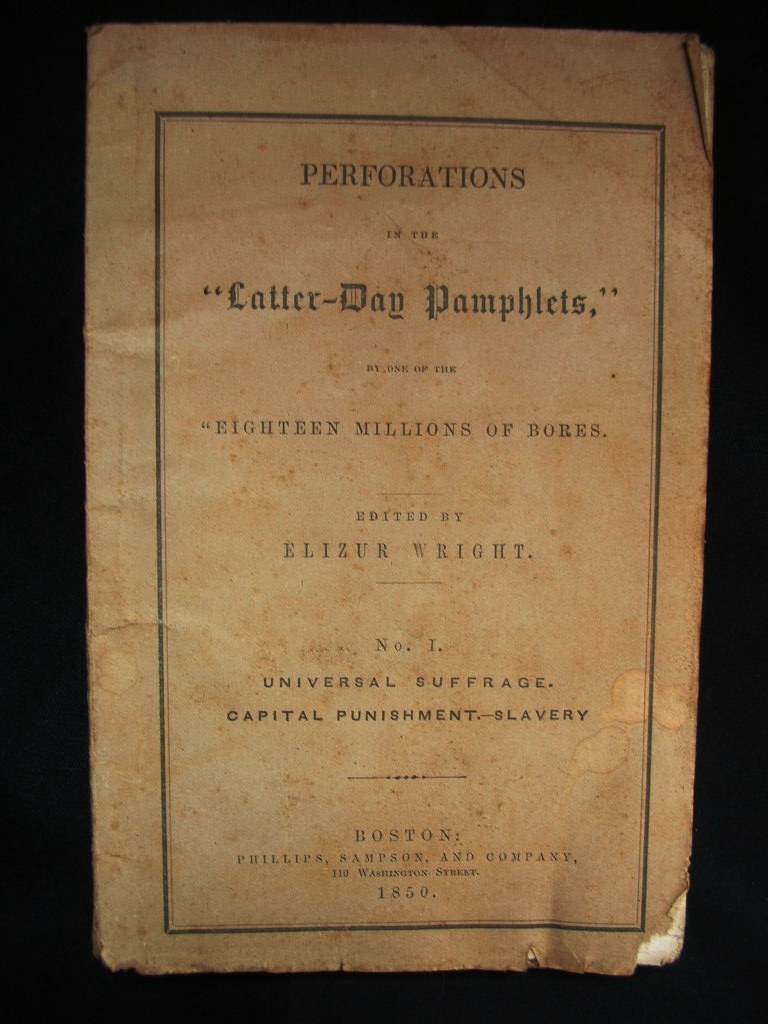 PERFORATIONS
IN THE
“Latter-Day Pamphlets,”
BY ONE OF THE
“EIGHTEEN MILLIONS OF BORES.
EDITED BY
ELIZUR WRIGHT.
No. I.
UNIVERSAL SUFFRAGE.
CAPITAL PUNISHMENT.—SLAVERY
BOSTON:
PHILLIPS, SAMPSON, AND COMPANY,
110 WASHINGTON STREET.
1850.